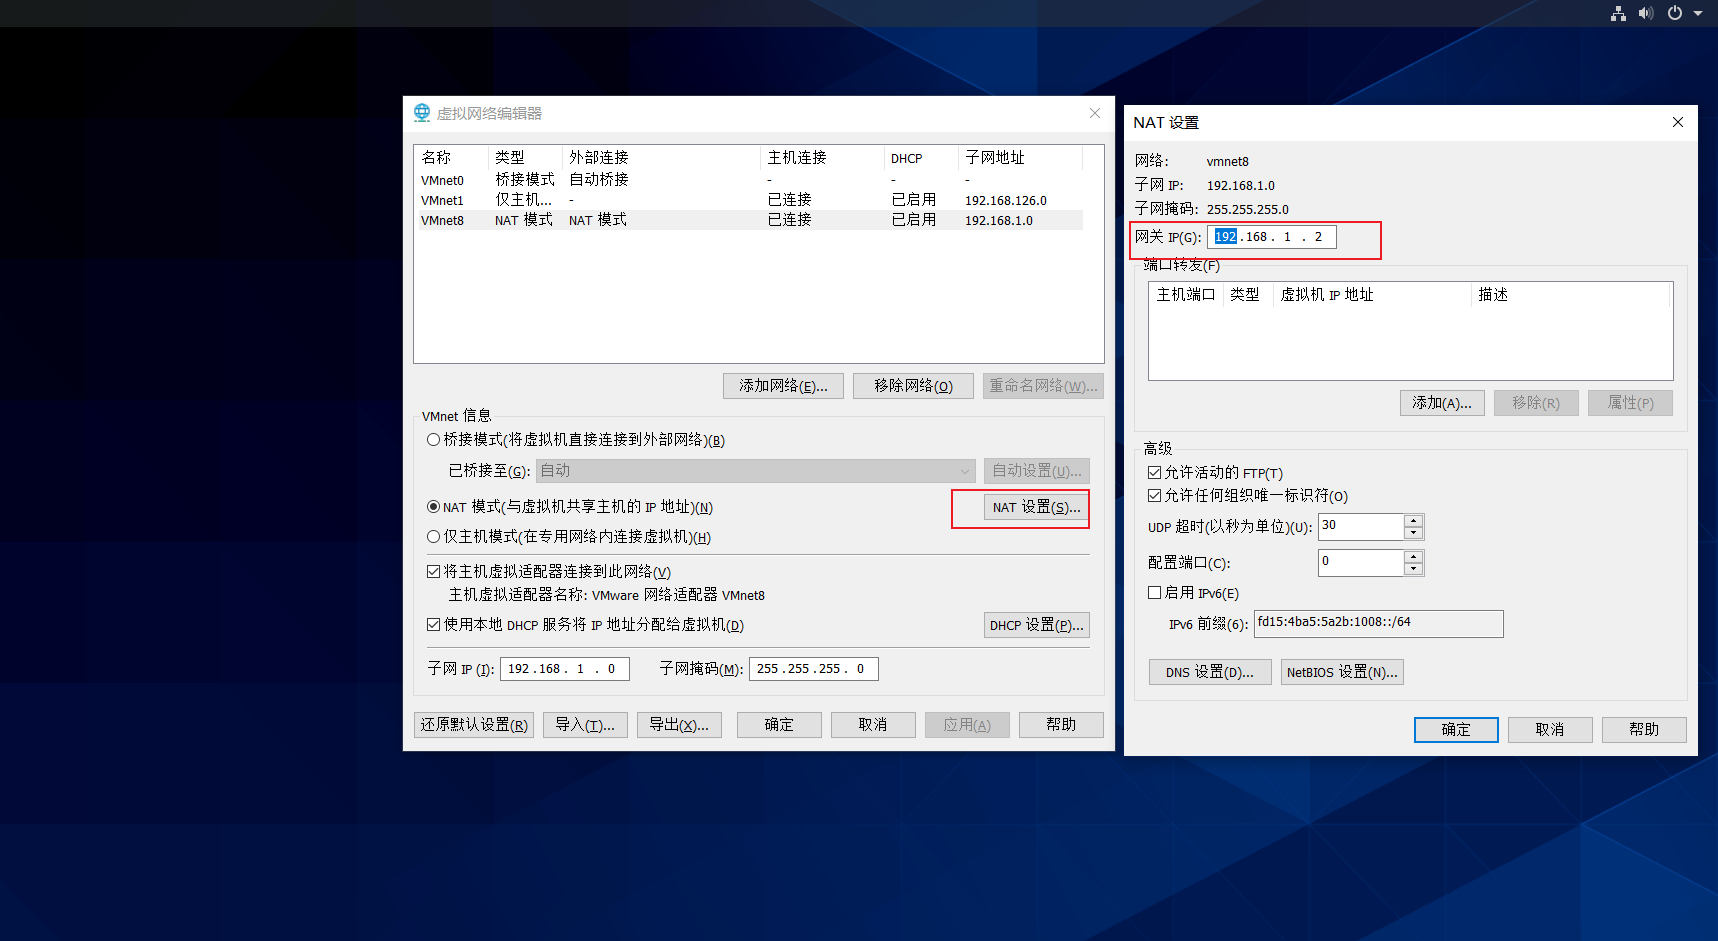 虚拟网络编辑器
名称 类型 外部连接 主机连接 DHCP 子网地址
VMnet0 桥接模式 自动桥接 - - -
VMnet1 仅主机... - 已连接 已启用 192.168.126.0
VMnet8 NAT 模式 NAT 模式 已连接 已启用 192.168.1.0
添加网络(E)... 移除网络(O) 重命名网络(W)...
VMnet 信息
桥接模式(将虚拟机直接连接到外部网络)(B)
已桥接至(G): 自动 自动设置(U)...
NAT 模式(与虚拟机共享主机的 IP 地址)(N) NAT 设置(S)...
仅主机模式(在专用网络内连接虚拟机)(H)
将主机虚拟适配器连接到此网络(V)
主机虚拟适配器名称: VMware 网络适配器 VMnet8
使用本地 DHCP 服务将 IP 地址分配给虚拟机(D) DHCP 设置(P)...
子网 IP (I): 192.168. 1 . 0 子网掩码(M): 255.255.255. 0
还原默认设置(R) 导入(T)... 导出(X)... 确定 取消 应用(A) 帮助
NAT 设置
网络: vmnet8
子网 IP: 192.168.1.0
子网掩码: 255.255.255.0
网关 IP(G): 192.168. 1 . 2
端口转发(F)
主机端口 类型 虚拟机 IP 地址 描述
添加(A)... 移除(R) 属性(P)
高级
允许活动的 FTP(T)
允许任何组织唯一标识符(O)
UDP 超时(以秒为单位)(U): 30
配置端口(C): 0
启用 IPv6(E)
IPv6 前缀(6): fd15:4ba5:5a2b:1008::/64
DNS 设置(D)... NetBIOS 设置(N)...
确定 取消 帮助